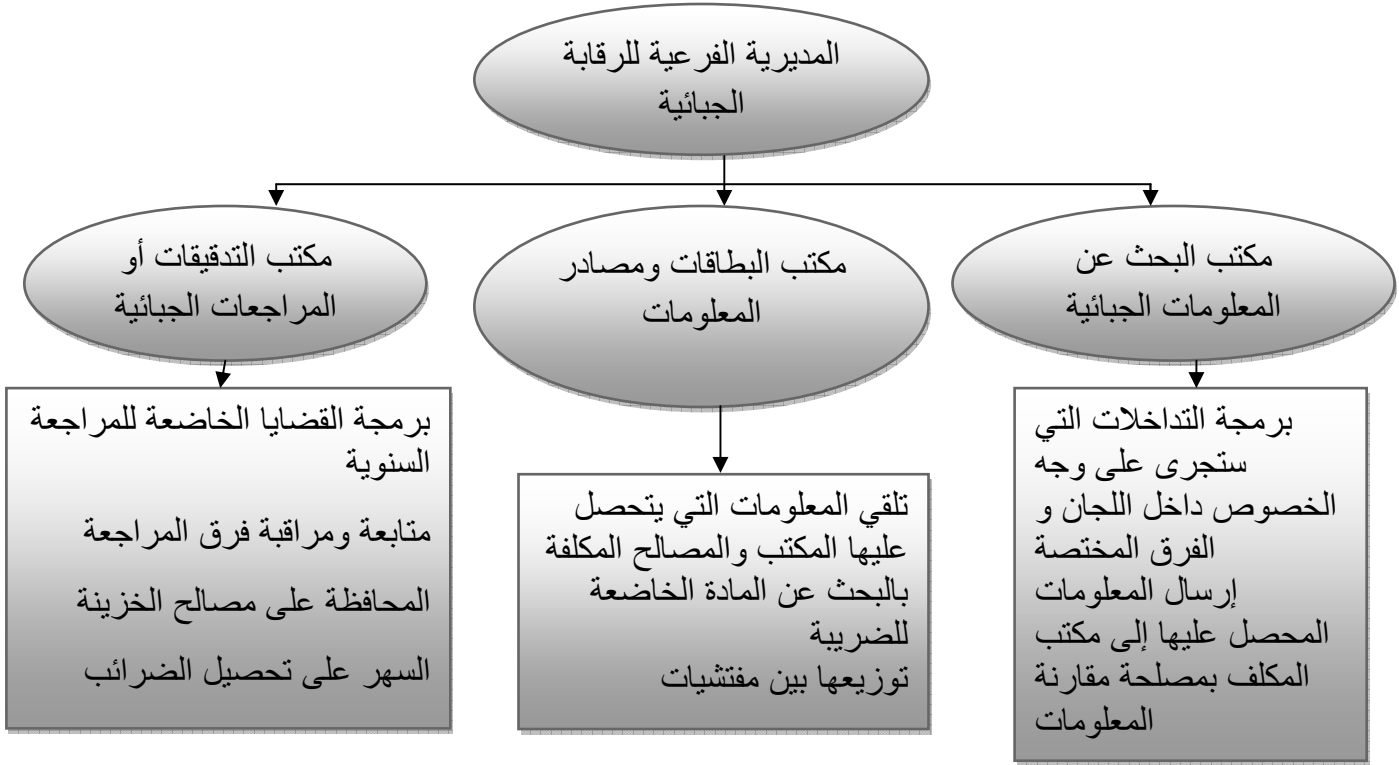 المديرية الفرعية للرقابة
الجبائية
مكتب البحث عن
المعلومات الجبائية
مكتب البطاقات ومصادر
المعلومات
مكتب التدقيقات أو
المراجعات الجبائية
برمجة التداخلات التي
ستجرى على وجه
الخصوص داخل اللجان و
الفرق المختصة
إرسال المعلومات
المحصل عليها إلى مكتب
المكلف بمصلحة مقارنة
المعلومات
تلقي المعلومات التي يتحصل
عليها المكتب والمصالح المكلفة
بالبحث عن المادة الخاضعة
للضريبة
توزيعها بين مفتشيات
برمجة القضايا الخاضعة للمراجعة
السنوية
متابعة ومراقبة فرق المراجعة
المحافظة على مصالح الخزينة
السهر على تحصيل الضرائب